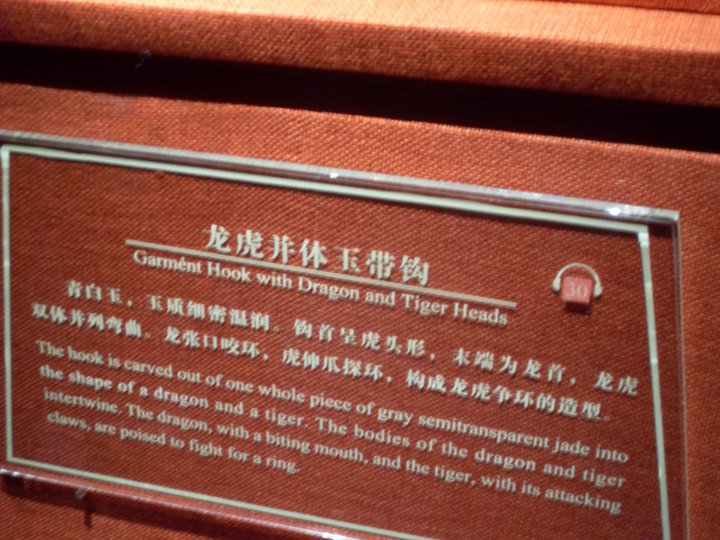 龙虎并体玉带钩
Garmént Hook with Dragon and Tiger Heads
30
青白玉，玉质细密温润。钩首呈虎头形，末端为龙首，龙虎
双体并列弯曲。龙张口咬环，虎伸爪探环，构成龙虎争环的造型。
The hook is carved out of one whole piece of gray semitransparent jade into
the shape of a dragon and a tiger. The bodies of the dragon and tiger
intertwine. The dragon, with a biting mouth, and the tiger, with its attacking
claws, are poised to fight for a ring.